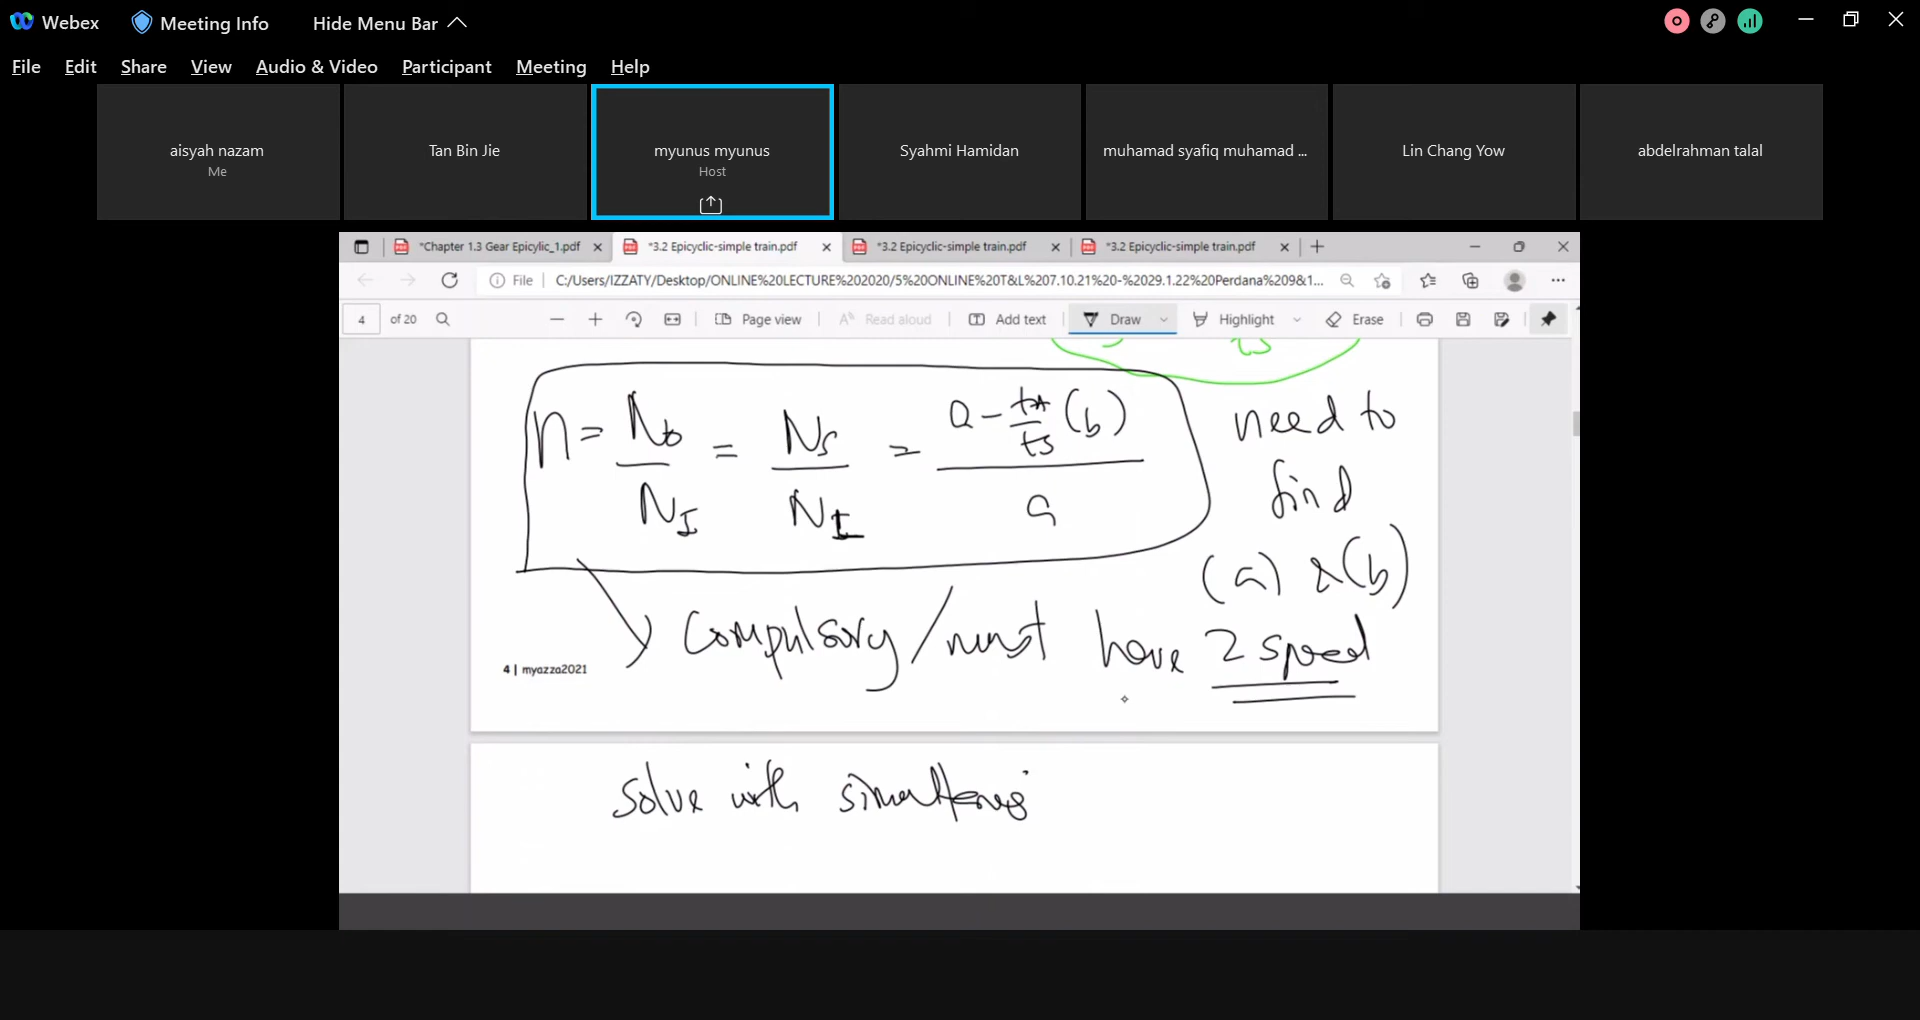 Webex Meeting Info Hide Menu Bar
File Edit Share View Audio & Video Participant Meeting Help
aisyah nazam
Me
Tan Bin Jie
myunus myunus
Host
Syahmi Hamidan
muhamad syafiq muhamad ...
Lin Chang Yow
abdelrahman talal
*Chapter 1.3 Gear Epicylic_1.pdf *3.2 Epicyclic-simple train.pdf *3.2 Epicyclic-simple train.pdf *3.2 Epicyclic-simple train.pdf
File C:/Users/IZZATY/Desktop/ONLINE%20LECTURE%202020/5%20ONLINE%20T&L%207.10.21%20-%2029.1.22%20Perdana%209&1...
4 of 20 Page view Read aloud Add text Draw Highlight Erase
ts
n = No/NI = Ns/NI = (a - tA/ts (b))/a
need to
find
(a) & (b)
Compulsory / must have 2 speed
4 | myazza2021
solve with